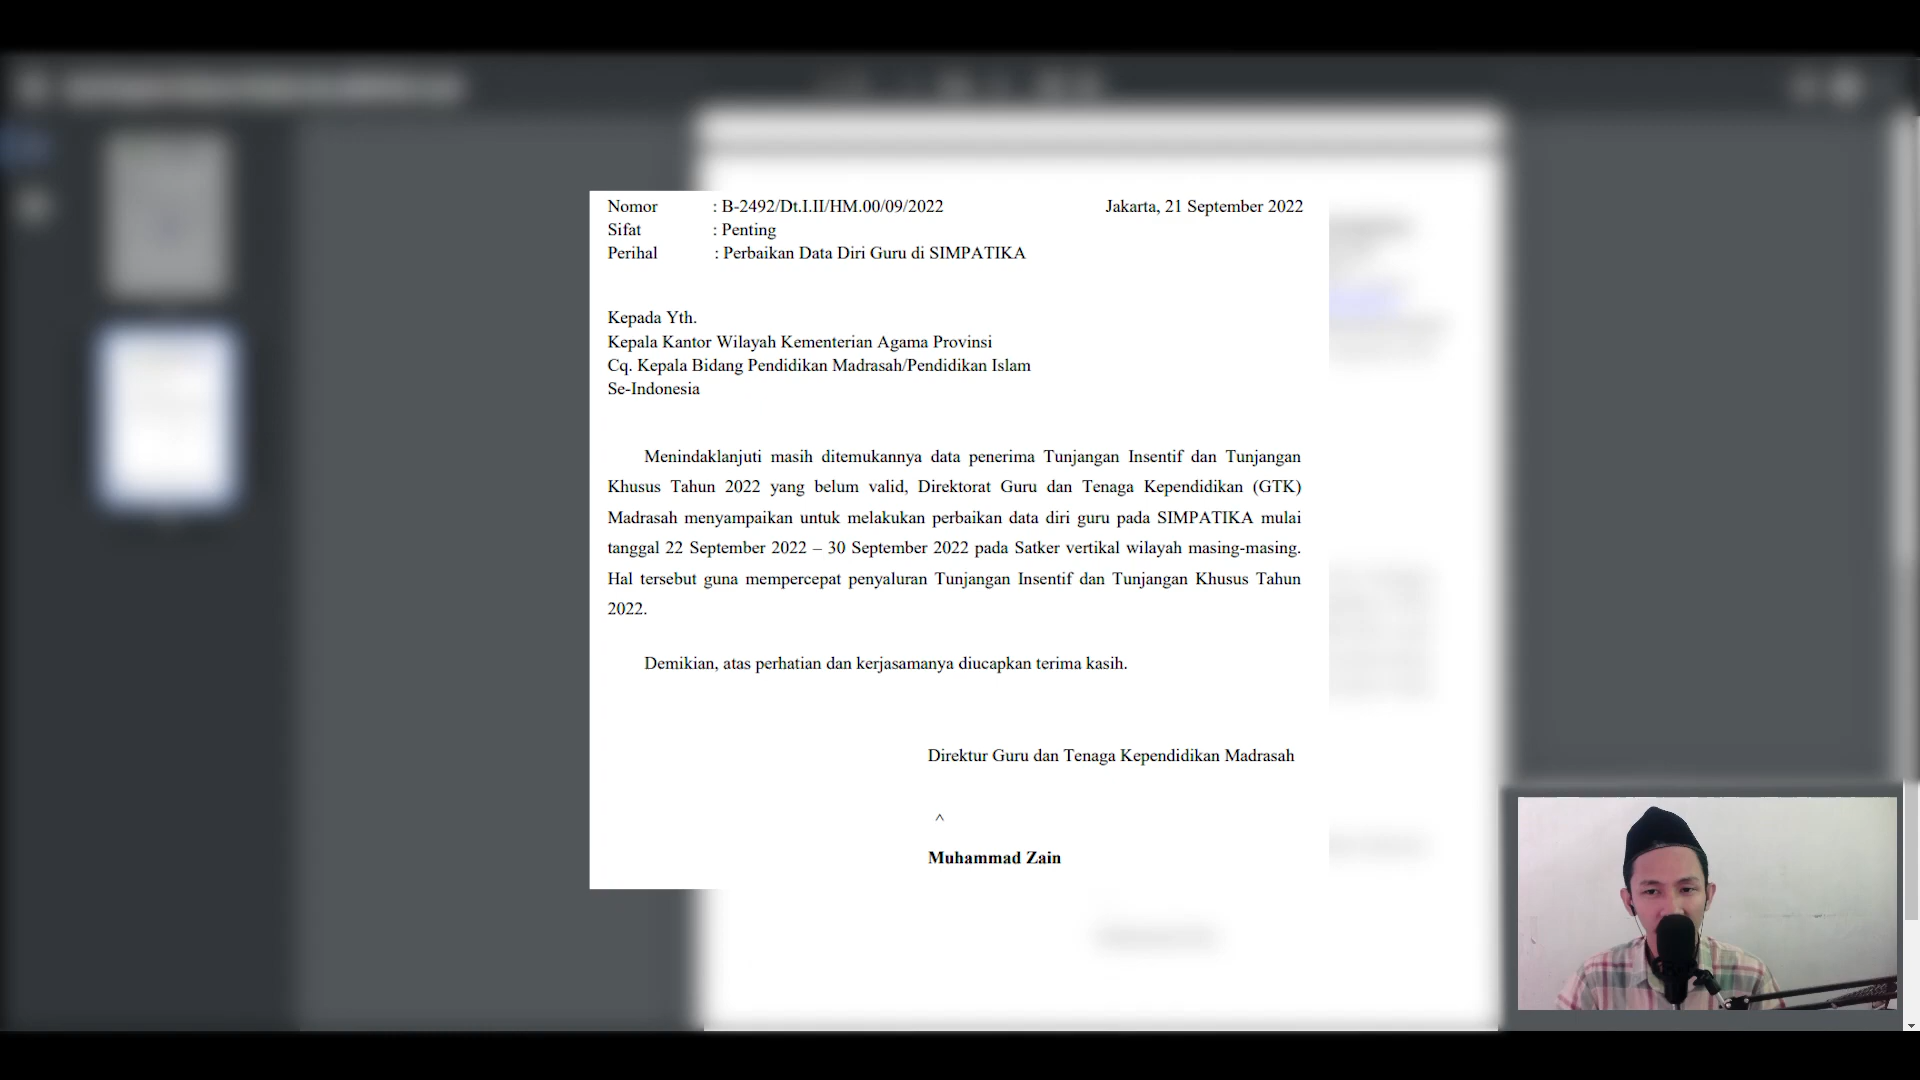 Nomor : B-2492/Dt.I.II/HM.00/09/2022 Jakarta, 21 September 2022
Sifat : Penting
Perihal : Perbaikan Data Diri Guru di SIMPATIKA
Kepada Yth.
Kepala Kantor Wilayah Kementerian Agama Provinsi
Cq. Kepala Bidang Pendidikan Madrasah/Pendidikan Islam
Se-Indonesia
Menindaklanjuti masih ditemukannya data penerima Tunjangan Insentif dan Tunjangan
Khusus Tahun 2022 yang belum valid, Direktorat Guru dan Tenaga Kependidikan (GTK)
Madrasah menyampaikan untuk melakukan perbaikan data diri guru pada SIMPATIKA mulai
tanggal 22 September 2022 – 30 September 2022 pada Satker vertikal wilayah masing-masing.
Hal tersebut guna mempercepat penyaluran Tunjangan Insentif dan Tunjangan Khusus Tahun
2022.
Demikian, atas perhatian dan kerjasamanya diucapkan terima kasih.
Direktur Guru dan Tenaga Kependidikan Madrasah
^
Muhammad Zain